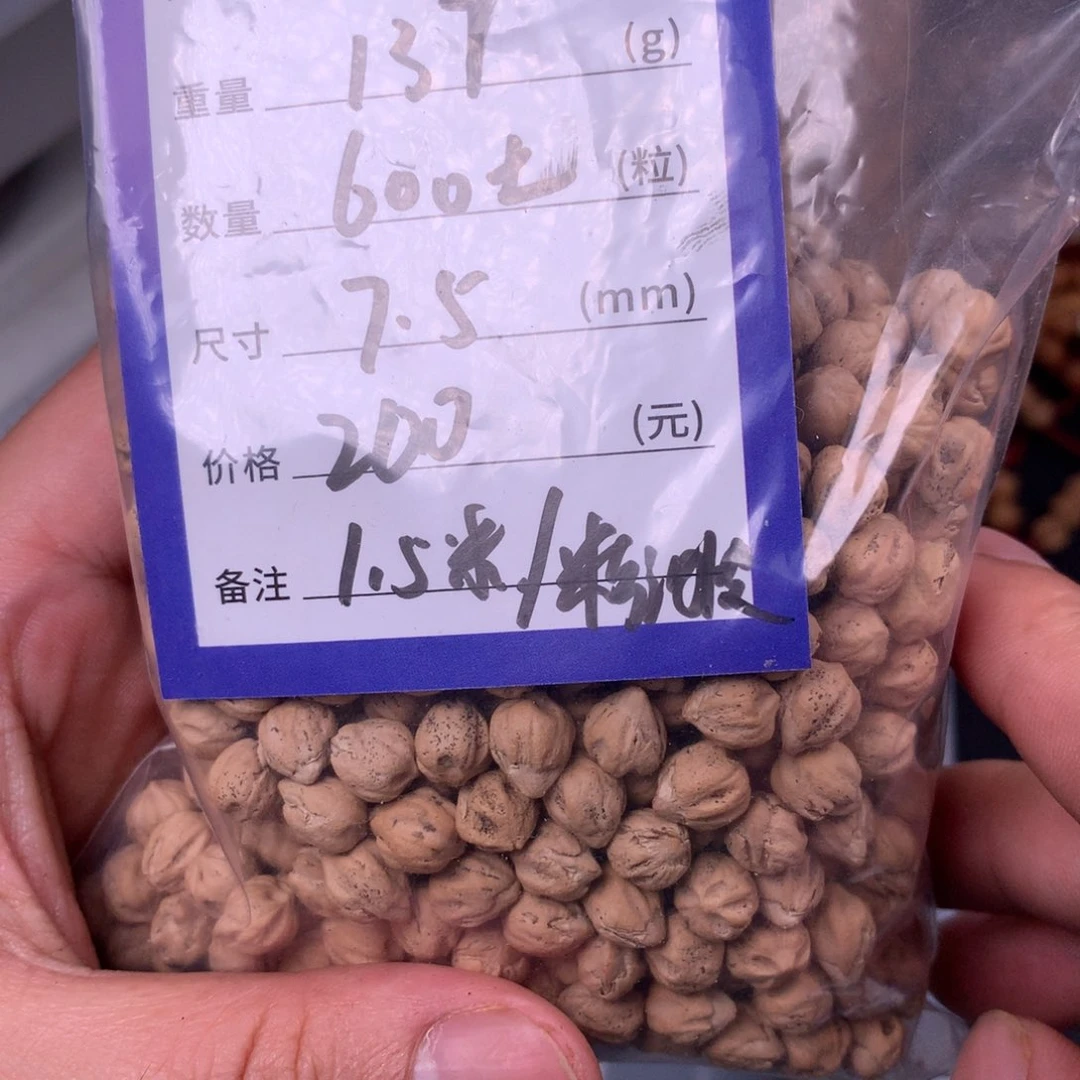 重量 137 (g)
数量 600 (粒)
尺寸 7.5 (mm)
价格 200 (元)
备注 1.5米/